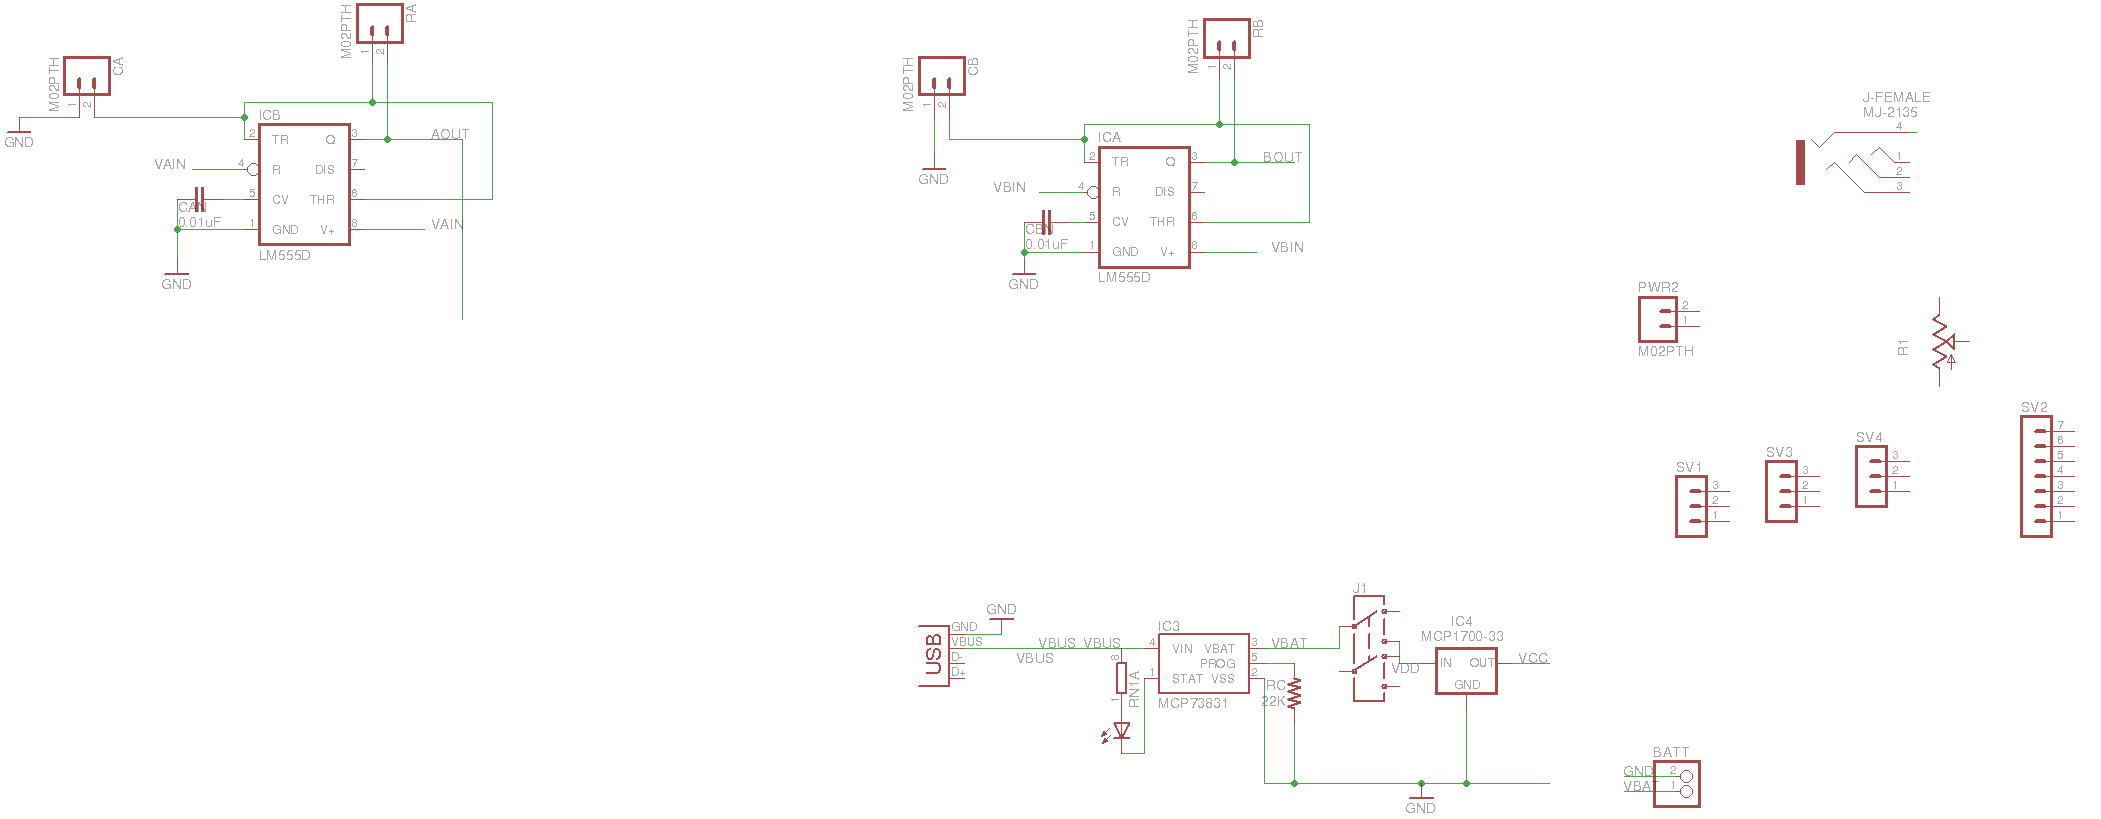 M02PTH
RA
1
2
M02PTH
CA
1
2
GND
ICB
2
TR
Q
3
AOUT
VAIN
4
R
DIS
7
5
CV
THR
6
CAN
0.01uF
1
GND
V+
8
VAIN
LM555D
GND
M02PTH
RB
1
2
M02PTH
CB
1
2
GND
ICA
2
TR
Q
3
BOUT
VBIN
4
R
DIS
7
5
CV
THR
6
CBN
0.01uF
1
GND
V+
8
VBIN
LM555D
GND
J-FEMALE
MJ-2135
4
1
2
3
PWR2
2
1
M02PTH
R1
SV1
3
2
1
SV3
3
2
1
SV4
3
2
1
SV2
7
6
5
4
3
2
1
USB
GND
VBUS
D-
D+
GND
VBUS
VBUS
VBUS
8
RN1A
1
IC3
4
VIN
VBAT
3
PROG
5
1
STAT
VSS
2
MCP73831
VBAT
RC
22K
J1
VDD
IC4
MCP1700-33
IN
OUT
GND
VCC
GND
BATT
GND
2
VBAT
1